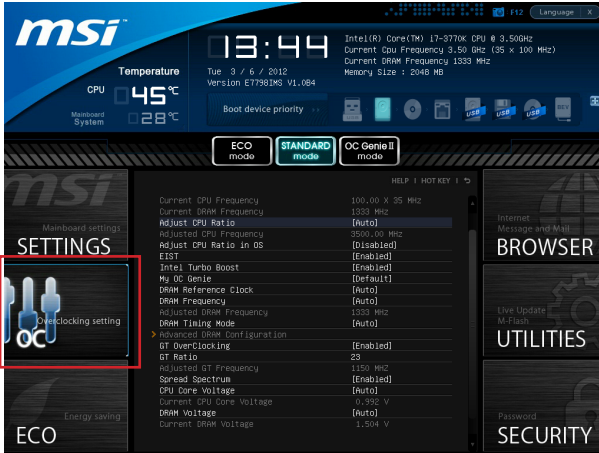 msi
F12 Language X
13:44
Intel(R) Core(TM) i7-3770K CPU @ 3.50GHz
Current Cpu Frequency 3.50 GHz (35 x 100 MHz)
Current DRAM Frequency 1333 MHz
Memory Size : 2048 MB
Temperature
Tue 3 / 6 / 2012
Version E7798IMS V1.0B4
CPU 45°C
Mainboard System 28°C
Boot device priority
USB USB USB REV
ECO mode
STANDARD mode
OC Genie II mode
HELP | HOT KEY |
msi
Mainboard settings
SETTINGS
Overclocking setting
OC
Energy saving
ECO
Current CPU Frequency 100.00 X 35 MHz
Current DRAM Frequency 1333 MHz
Adjust CPU Ratio [Auto]
Adjusted CPU Frequency 3500.00 MHz
Adjust CPU Ratio in OS [Disabled]
EIST [Enabled]
Intel Turbo Boost [Enabled]
My OC Genie [Default]
DRAM Reference Clock [Auto]
DRAM Frequency [Auto]
Adjusted DRAM Frequency 1333 MHz
DRAM Timing Mode [Auto]
> Advanced DRAM Configuration
GT OverClocking [Enabled]
GT Ratio 23
Adjusted GT Frequency 1150 MHZ
Spread Spectrum [Enabled]
CPU Core Voltage [Auto]
Current CPU Core Voltage 0.992 V
DRAM Voltage [Auto]
Current DRAM Voltage 1.504 V
Internet
Message and Mail
BROWSER
Live Update
M-Flash
UTILITIES
Password
SECURITY